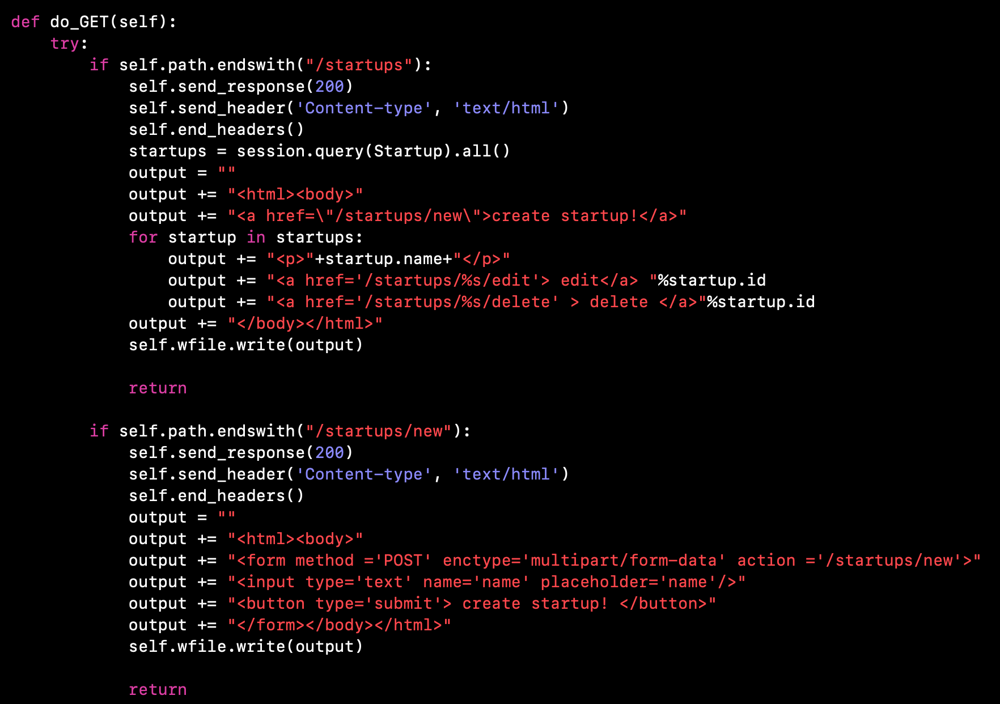 def do_GET(self):
    try:
        if self.path.endswith("/startups"):
            self.send_response(200)
            self.send_header('Content-type', 'text/html')
            self.end_headers()
            startups = session.query(Startup).all()
            output = ""
            output += "<html><body>"
            output += "<a href=\"/startups/new\">create startup!</a>"
            for startup in startups:
                output += "<p>"+startup.name+"</p>"
                output += "<a href='/startups/%s/edit'> edit</a> "%startup.id
                output += "<a href='/startups/%s/delete' > delete </a>"%startup.id
            output += "</body></html>"
            self.wfile.write(output)

            return

        if self.path.endswith("/startups/new"):
            self.send_response(200)
            self.send_header('Content-type', 'text/html')
            self.end_headers()
            output = ""
            output += "<html><body>"
            output += "<form method ='POST' enctype='multipart/form-data' action ='/startups/new'>"
            output += "<input type='text' name='name' placeholder='name'/>"
            output += "<button type='submit'> create startup! </button>"
            output += "</form></body></html>"
            self.wfile.write(output)

            return